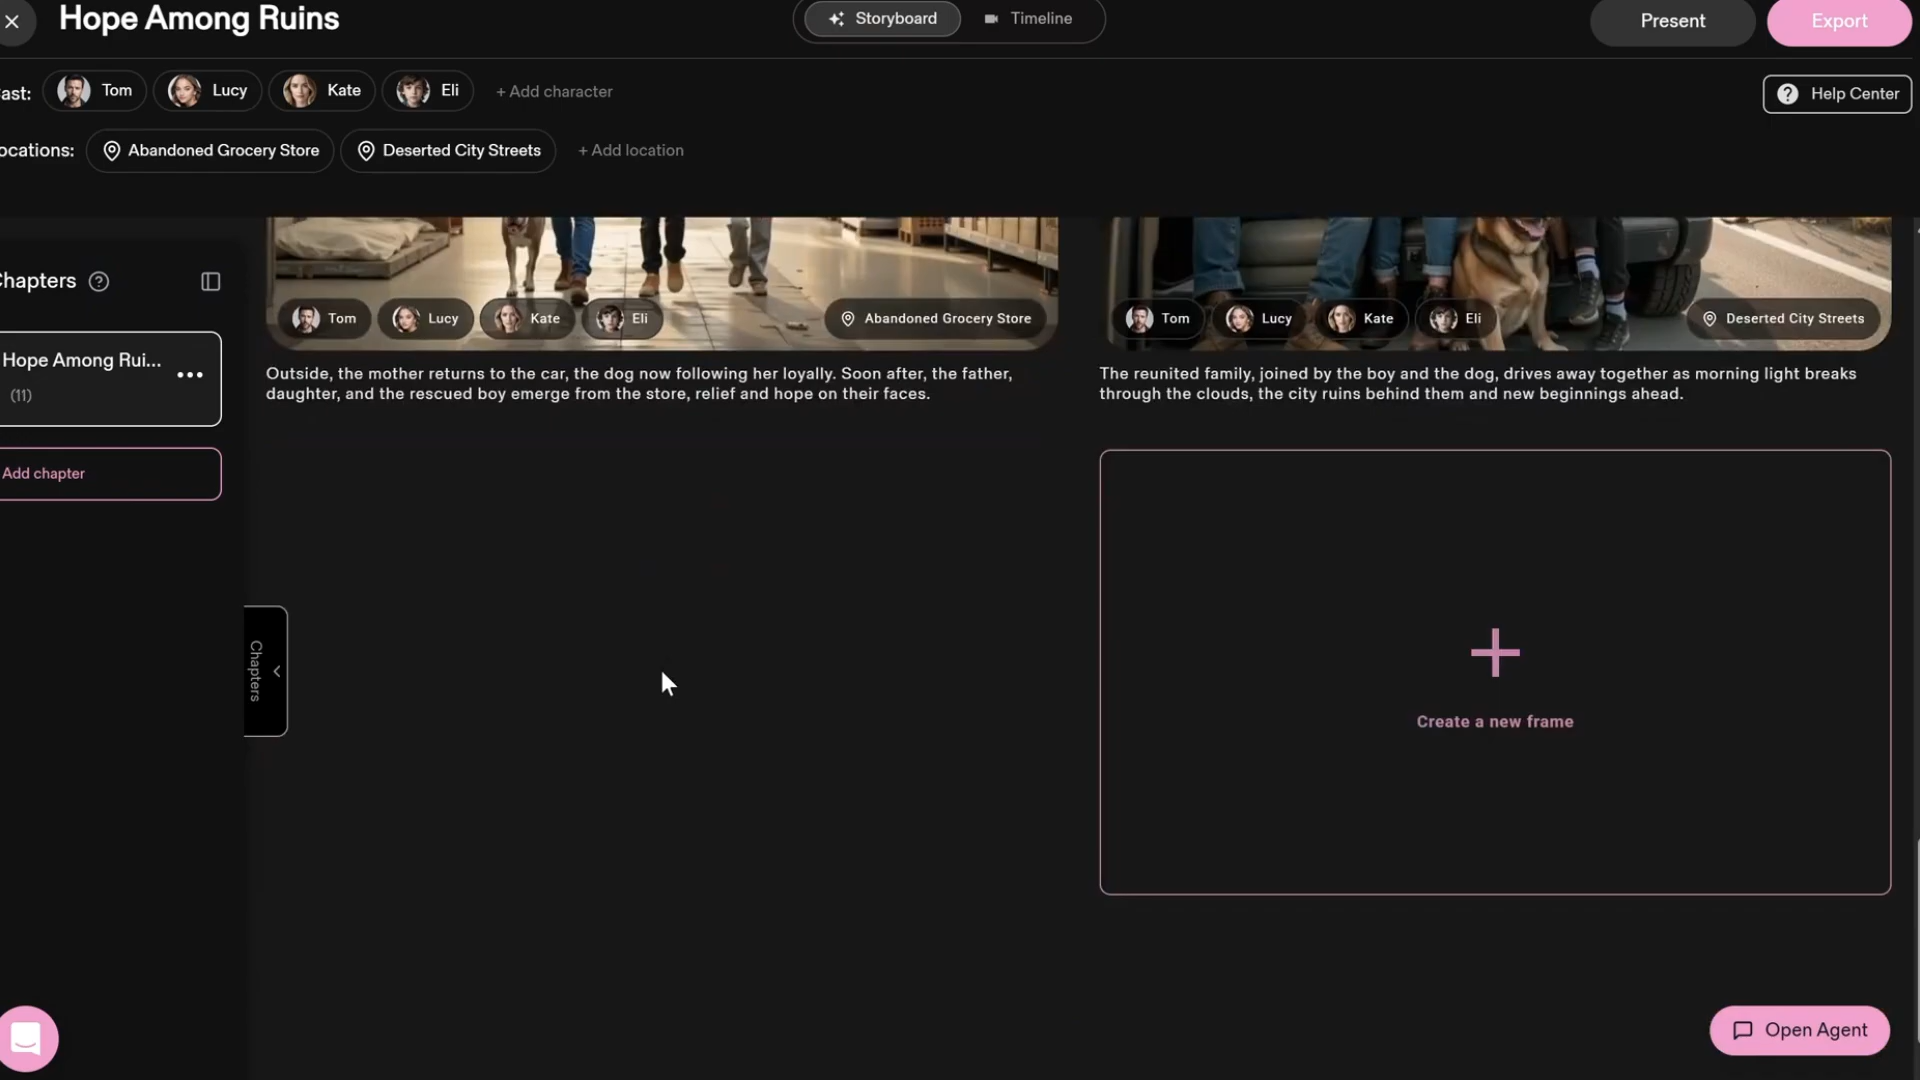 Hope Among Ruins
Storyboard
Timeline
Present
Export
ast:
Tom
Lucy
Kate
Eli
+ Add character
Help Center
ocations:
Abandoned Grocery Store
Deserted City Streets
+ Add location
Chapters
Hope Among Rui...
(11)
Add chapter
Chapters
Tom
Lucy
Kate
Eli
Abandoned Grocery Store
Outside, the mother returns to the car, the dog now following her loyally. Soon after, the father,
daughter, and the rescued boy emerge from the store, relief and hope on their faces.
Tom
Lucy
Kate
Eli
Deserted City Streets
The reunited family, joined by the boy and the dog, drives away together as morning light breaks
through the clouds, the city ruins behind them and new beginnings ahead.
Create a new frame
Open Agent